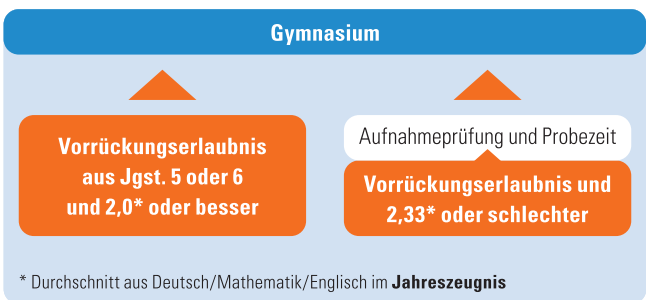 Gymnasium
Vorrückungserlaubnis
aus Jgst. 5 oder 6
und 2,0* oder besser
Aufnahmeprüfung und Probezeit
Vorrückungserlaubnis und
2,33* oder schlechter
* Durchschnitt aus Deutsch/Mathematik/Englisch im Jahreszeugnis